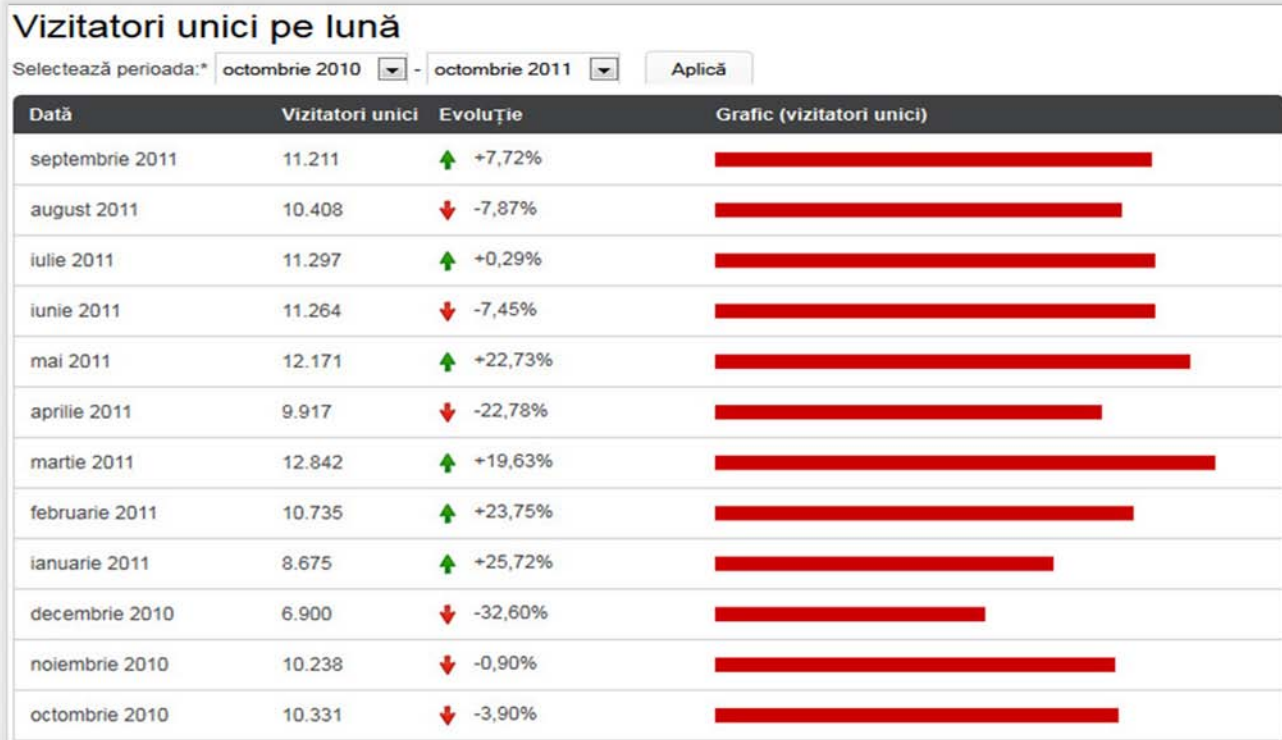 Vizitatori unici pe lună
Selectează perioada:* octombrie 2010 - octombrie 2011 Aplică
Dată Vizitatori unici Evoluție Grafic (vizitatori unici)
septembrie 2011 11.211 +7,72%
august 2011 10.408 -7,87%
iulie 2011 11.297 +0,29%
iunie 2011 11.264 -7,45%
mai 2011 12.171 +22,73%
aprilie 2011 9.917 -22,78%
martie 2011 12.842 +19,63%
februarie 2011 10.735 +23,75%
ianuarie 2011 8.675 +25,72%
decembrie 2010 6.900 -32,60%
noiembrie 2010 10.238 -0,90%
octombrie 2010 10.331 -3,90%